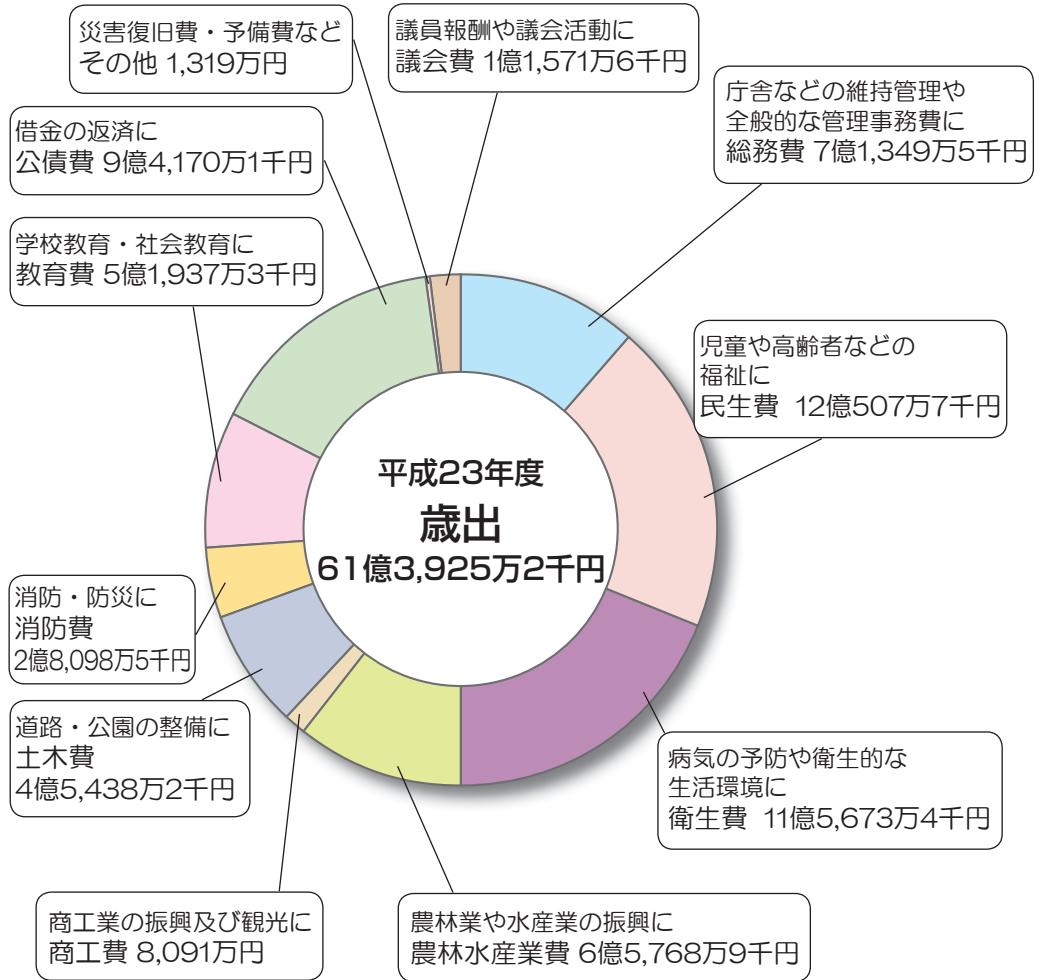 災害復旧費・予備費など
その他 1,319万円
議員報酬や議会活動に
議会費 1億1,571万6千円
庁舎などの維持管理や
全般的な管理事務費に
総務費 7億1,349万5千円
借金の返済に
公債費 9億4,170万1千円
学校教育・社会教育に
教育費 5億1,937万3千円
児童や高齢者などの
福祉に
民生費 12億507万7千円
平成23年度
歳出
61億3,925万2千円
消防・防災に
消防費
2億8,098万5千円
道路・公園の整備に
土木費
4億5,438万2千円
病気の予防や衛生的な
生活環境に
衛生費 11億5,673万4千円
商工業の振興及び観光に
商工費 8,091万円
農林業や水産業の振興に
農林水産業費 6億5,768万9千円